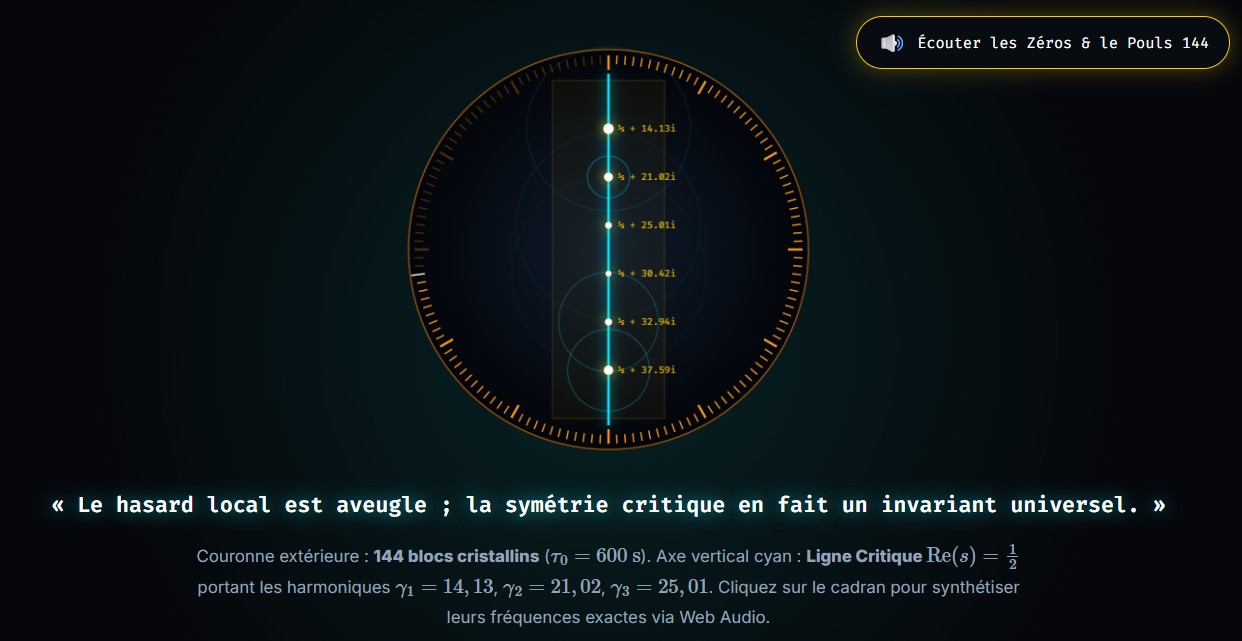 Écouter les Zéros & le Pouls 144
½ + 14.13i
½ + 21.02i
½ + 25.01i
½ + 30.42i
½ + 32.94i
½ + 37.59i
« Le hasard local est aveugle ; la symétrie critique en fait un invariant universel. »
Couronne extérieure : 144 blocs cristallins (τ₀ = 600 s). Axe vertical cyan : Ligne Critique Re(s) = 1/2
portant les harmoniques γ₁ = 14, 13, γ₂ = 21, 02, γ₃ = 25, 01. Cliquez sur le cadran pour synthétiser
leurs fréquences exactes via Web Audio.